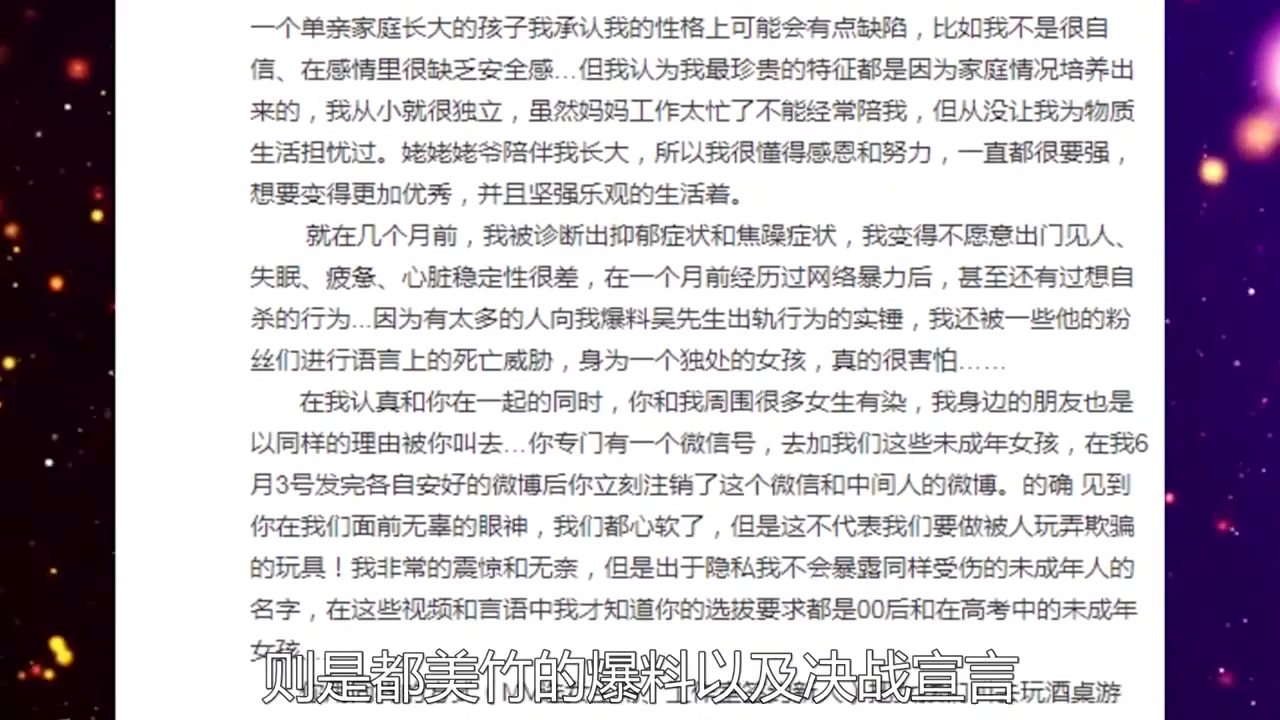 一个单亲家庭长大的孩子我承认我的性格上可能会有点缺陷，比如我不是很自
信、在感情里很缺乏安全感...但我认为我最珍贵的特征都是因为家庭情况培养出
来的，我从小就很独立，虽然妈妈工作太忙了不能经常陪我，但从没让我为物质
生活担忧过。姥姥姥爷陪伴我长大，所以我很懂得感恩和努力，一直都很要强，
想要变得更加优秀，并且坚强乐观的生活着。
就在几个月前，我被诊断出抑郁症状和焦躁症状，我变得不愿意出门见人、
失眠、疲惫、心脏稳定性很差，在一个月前经历过网络暴力后，甚至还有过想自
杀的行为...因为有太多的人向我爆料吴先生出轨行为的实锤，我还被一些他的粉
丝们进行语言上的死亡威胁，身为一个独处的女孩，真的很害怕……
在我认真和你在一起的同时，你和我周围很多女生有染，我身边的朋友也是
以同样的理由被你叫去...你专门有一个微信号，去加我们这些未成年女孩，在我6
月3号发完各自安好的微博后你立刻注销了这个微信和中间人的微博。的确 见到
你在我们面前无辜的眼神，我们都心软了，但是这不代表我们要做被人玩弄欺骗
的玩具！我非常的震惊和无奈，但是出于隐私我不会暴露同样受伤的未成年人的
名字，在这些视频和言语中我才知道你的选拔要求都是00后和在高考中的未成年
女孩
玩酒桌游
则是都美竹的爆料以及决战宣言